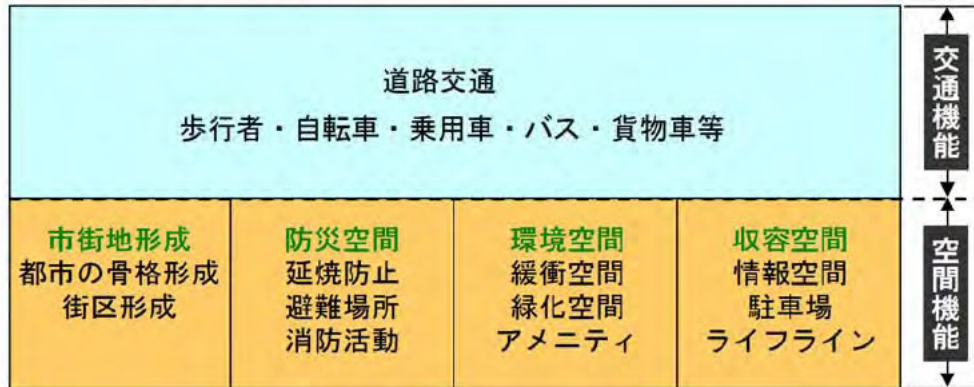 道路交通
歩行者・自転車・乗用車・バス・貨物車等
交通機能
市街地形成
都市の骨格形成
街区形成
防災空間
延焼防止
避難場所
消防活動
環境空間
緩衝空間
緑化空間
アメニティ
収容空間
情報空間
駐車場
ライフライン
空間機能